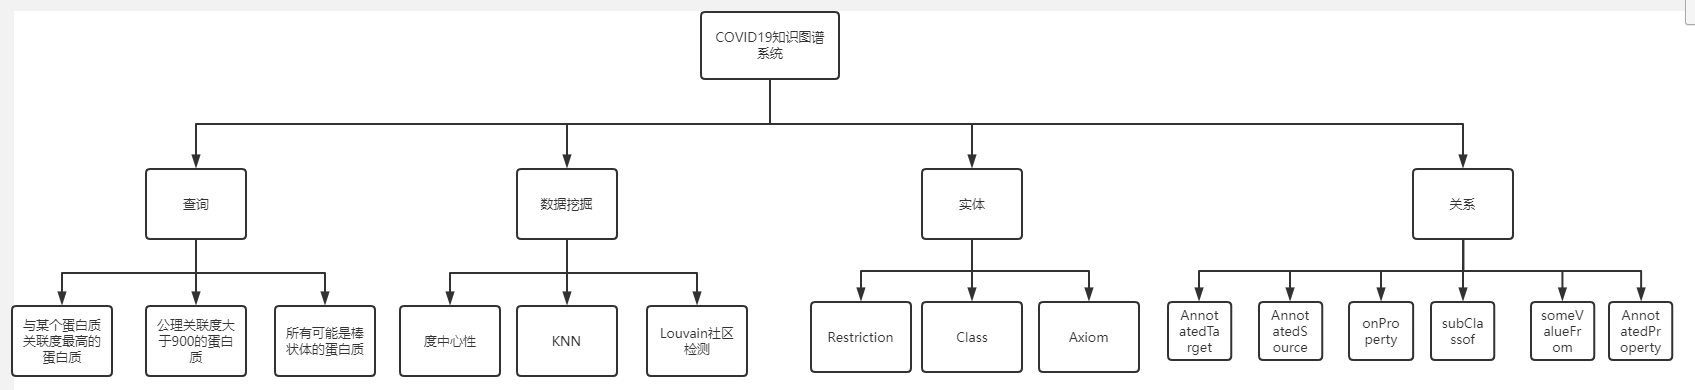 COVID19知识图谱
系统
查询
数据挖掘
实体
关系
与某个蛋白质
关联度最高的
蛋白质
公理关联度大
于900的蛋白
质
所有可能是棒
状体的蛋白质
度中心性
KNN
Louvain社区
检测
Restriction
Class
Axiom
Annot
atedTa
rget
Annot
atedS
ource
onPro
perty
subCla
ssof
someV
alueFr
om
Annot
atedPr
operty